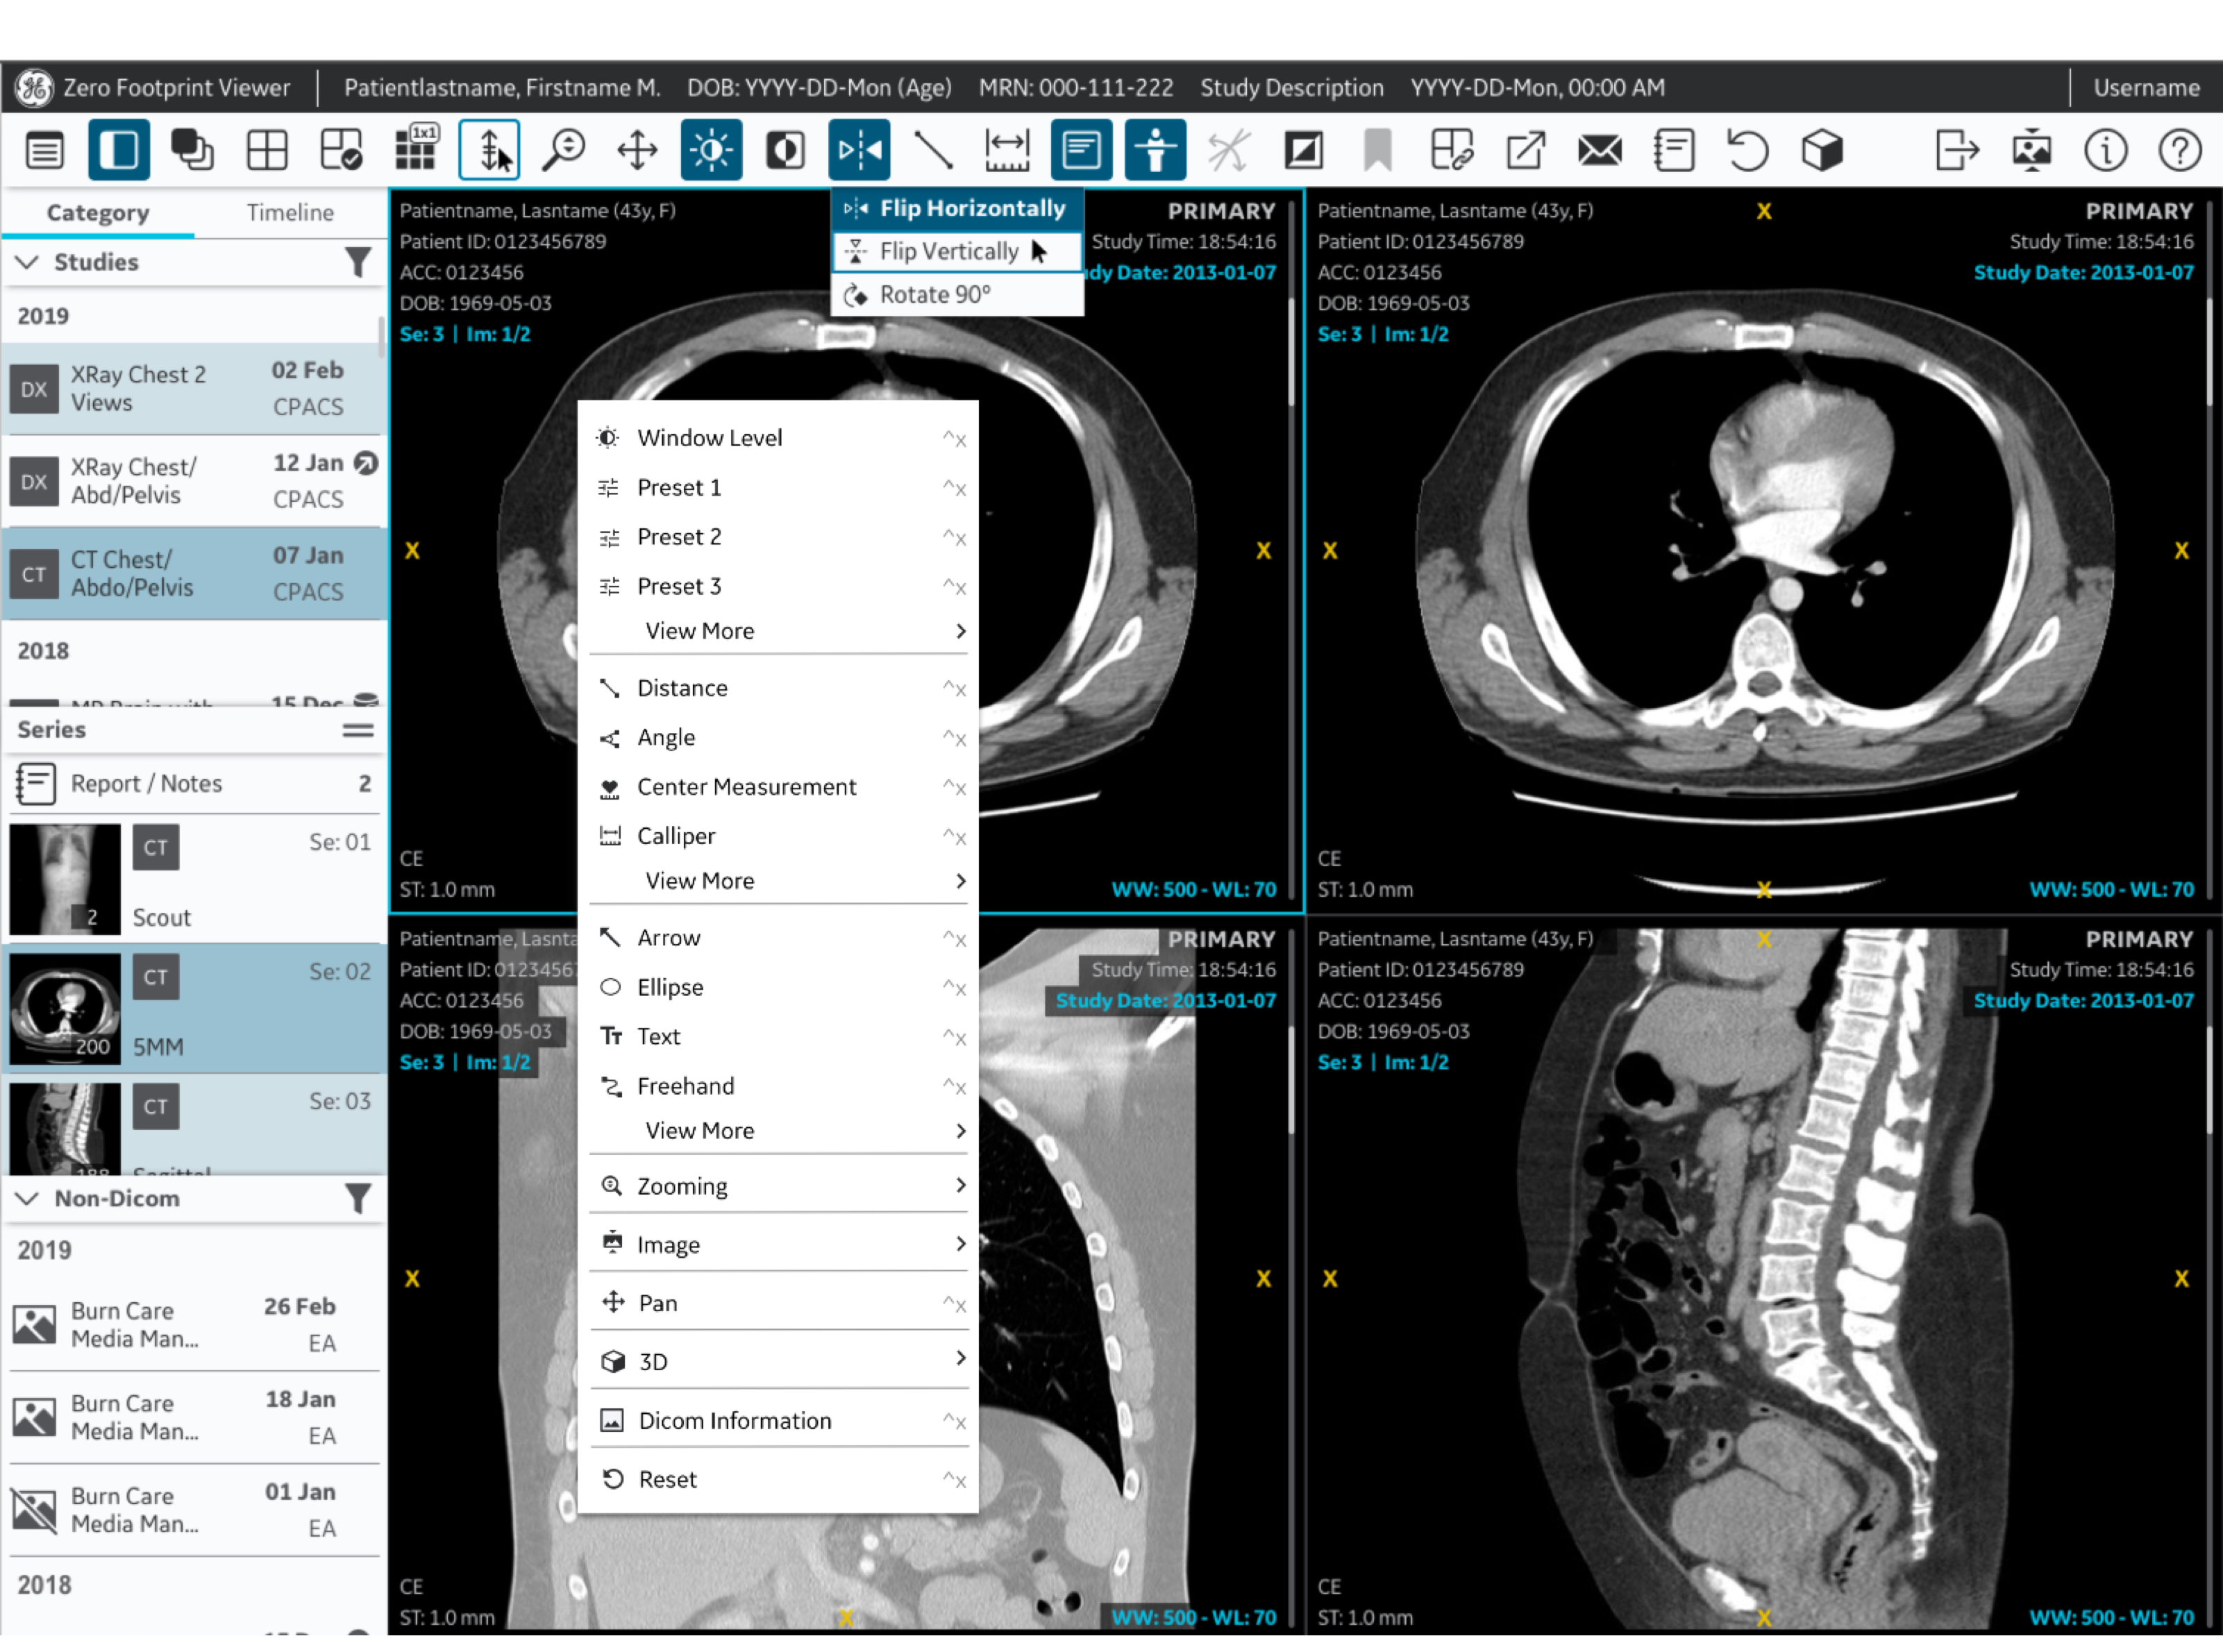 Zero Footprint Viewer
Patientlastname, Firstname M. DOB: YYYY-DD-Mon (Age) MRN: 000-111-222 Study Description YYYY-DD-Mon, 00:00 AM
Username
1x1
Category Timeline
Studies
2019
DX
XRay Chest 2
Views
02 Feb
CPACS
DX
XRay Chest/
Abd/Pelvis
12 Jan
CPACS
CT
CT Chest/
Abdo/Pelvis
07 Jan
CPACS
2018
15 Dec
Series
Report / Notes 2
CT
Se: 01
2
Scout
CT
Se: 02
200
5MM
CT
Se: 03
188
Sagittal
Non-Dicom
2019
Burn Care
Media Man...
26 Feb
EA
Burn Care
Media Man...
18 Jan
EA
Burn Care
Media Man...
01 Jan
EA
2018
Flip Horizontally
Flip Vertically
Rotate 90º
Patientname, Lasntame (43y, F)
Patient ID: 0123456789
ACC: 0123456
DOB: 1969-05-03
Se: 3 | Im: 1/2
PRIMARY
Study Time: 18:54:16
dy Date: 2013-01-07
X
X
CE
ST: 1.0 mm
WW: 500 - WL: 70
Patientname, Lasntame (43y, F)
Patient ID: 0123456789
ACC: 0123456
DOB: 1969-05-03
Se: 3 | Im: 1/2
X
PRIMARY
Study Time: 18:54:16
Study Date: 2013-01-07
X
X
CE
ST: 1.0 mm
X
WW: 500 - WL: 70
Window Level ^x
Preset 1 ^x
Preset 2 ^x
Preset 3 ^x
View More
Distance ^x
Angle ^x
Center Measurement ^x
Calliper ^x
View More
Arrow ^x
Ellipse ^x
Text ^x
Freehand ^x
View More
Zooming
Image
Pan ^x
3D
Dicom Information ^x
Reset ^x
Patientname, Lasnta
Patient ID: 0123456
ACC: 0123456
DOB: 1969-05-03
Se: 3 | Im: 1/2
PRIMARY
Study Time: 18:54:16
Study Date: 2013-01-07
X
X
CE
ST: 1.0 mm
X
WW: 500 - WL: 70
Patientname, Lasntame (43y, F)
Patient ID: 0123456789
ACC: 0123456
DOB: 1969-05-03
Se: 3 | Im: 1/2
X
PRIMARY
Study Time: 18:54:16
Study Date: 2013-01-07
X
X
CE
ST: 1.0 mm
X
WW: 500 - WL: 70